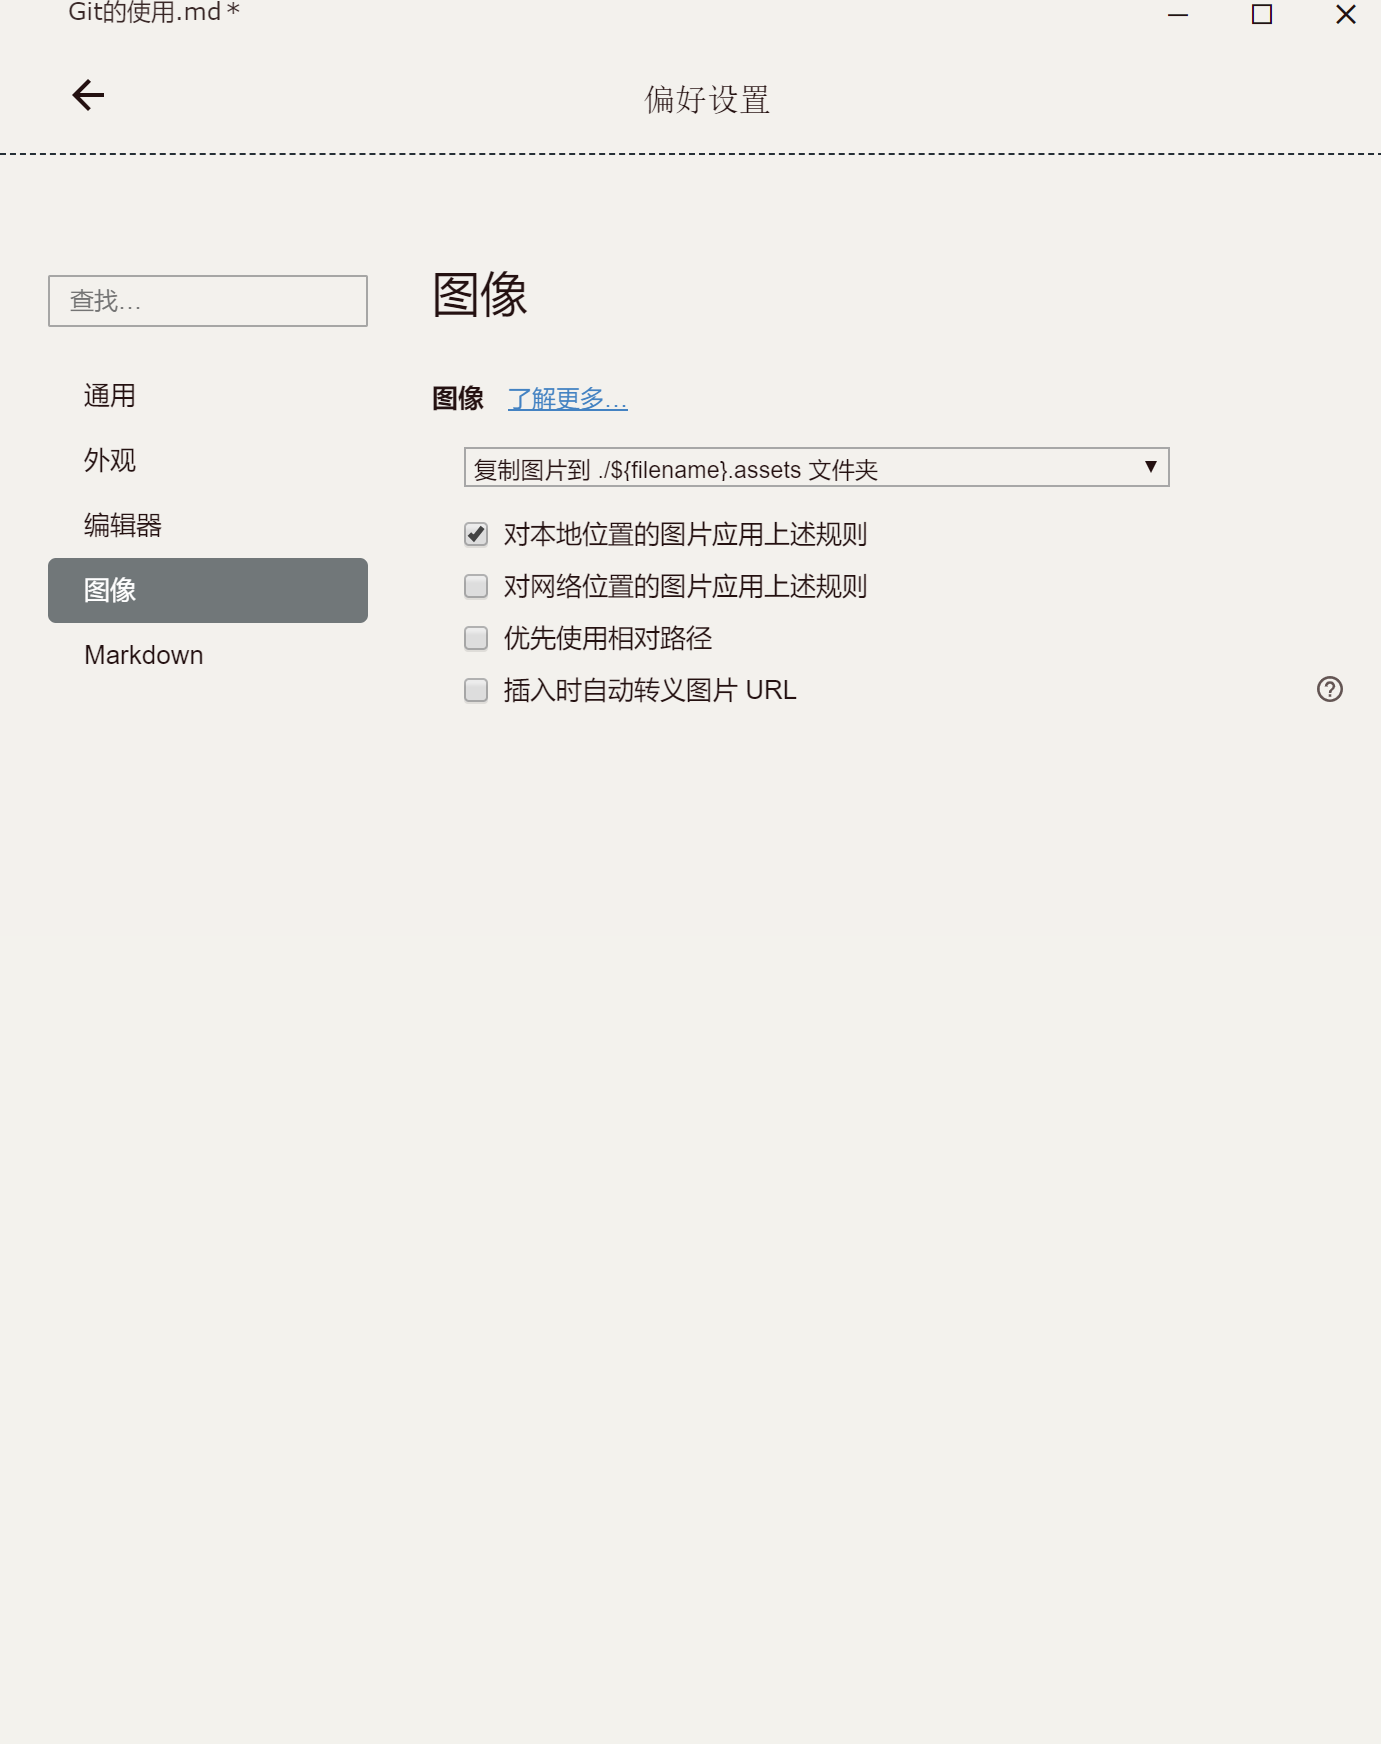 Git的使用.md *
偏好设置
查找...
通用
外观
编辑器
图像
Markdown
图像
图像 了解更多...
复制图片到 ./${filename}.assets 文件夹
对本地位置的图片应用上述规则
对网络位置的图片应用上述规则
优先使用相对路径
插入时自动转义图片 URL